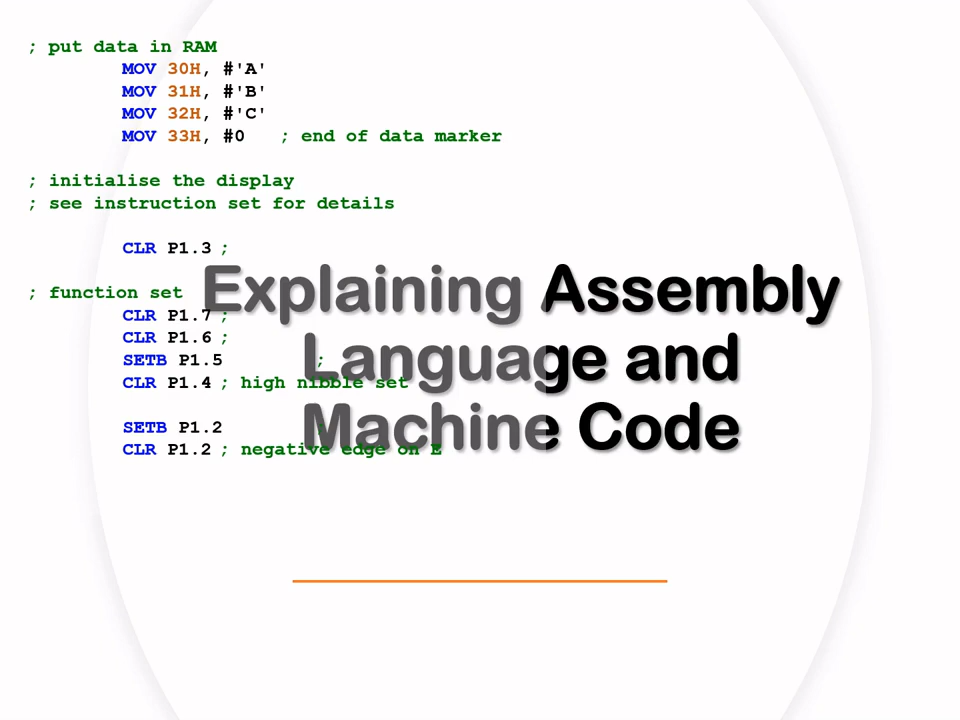 ; put data in RAM
MOV 30H, #'A'
MOV 31H, #'B'
MOV 32H, #'C'
MOV 33H, #0 ; end of data marker
; initialise the display
; see instruction set for details
CLR P1.3 ;
; function set
CLR P1.7 ;
CLR P1.6 ;
SETB P1.5 ;
CLR P1.4 ; high nibble set
SETB P1.2 ;
CLR P1.2 ; negative edge on E
Explaining Assembly
Language and
Machine Code